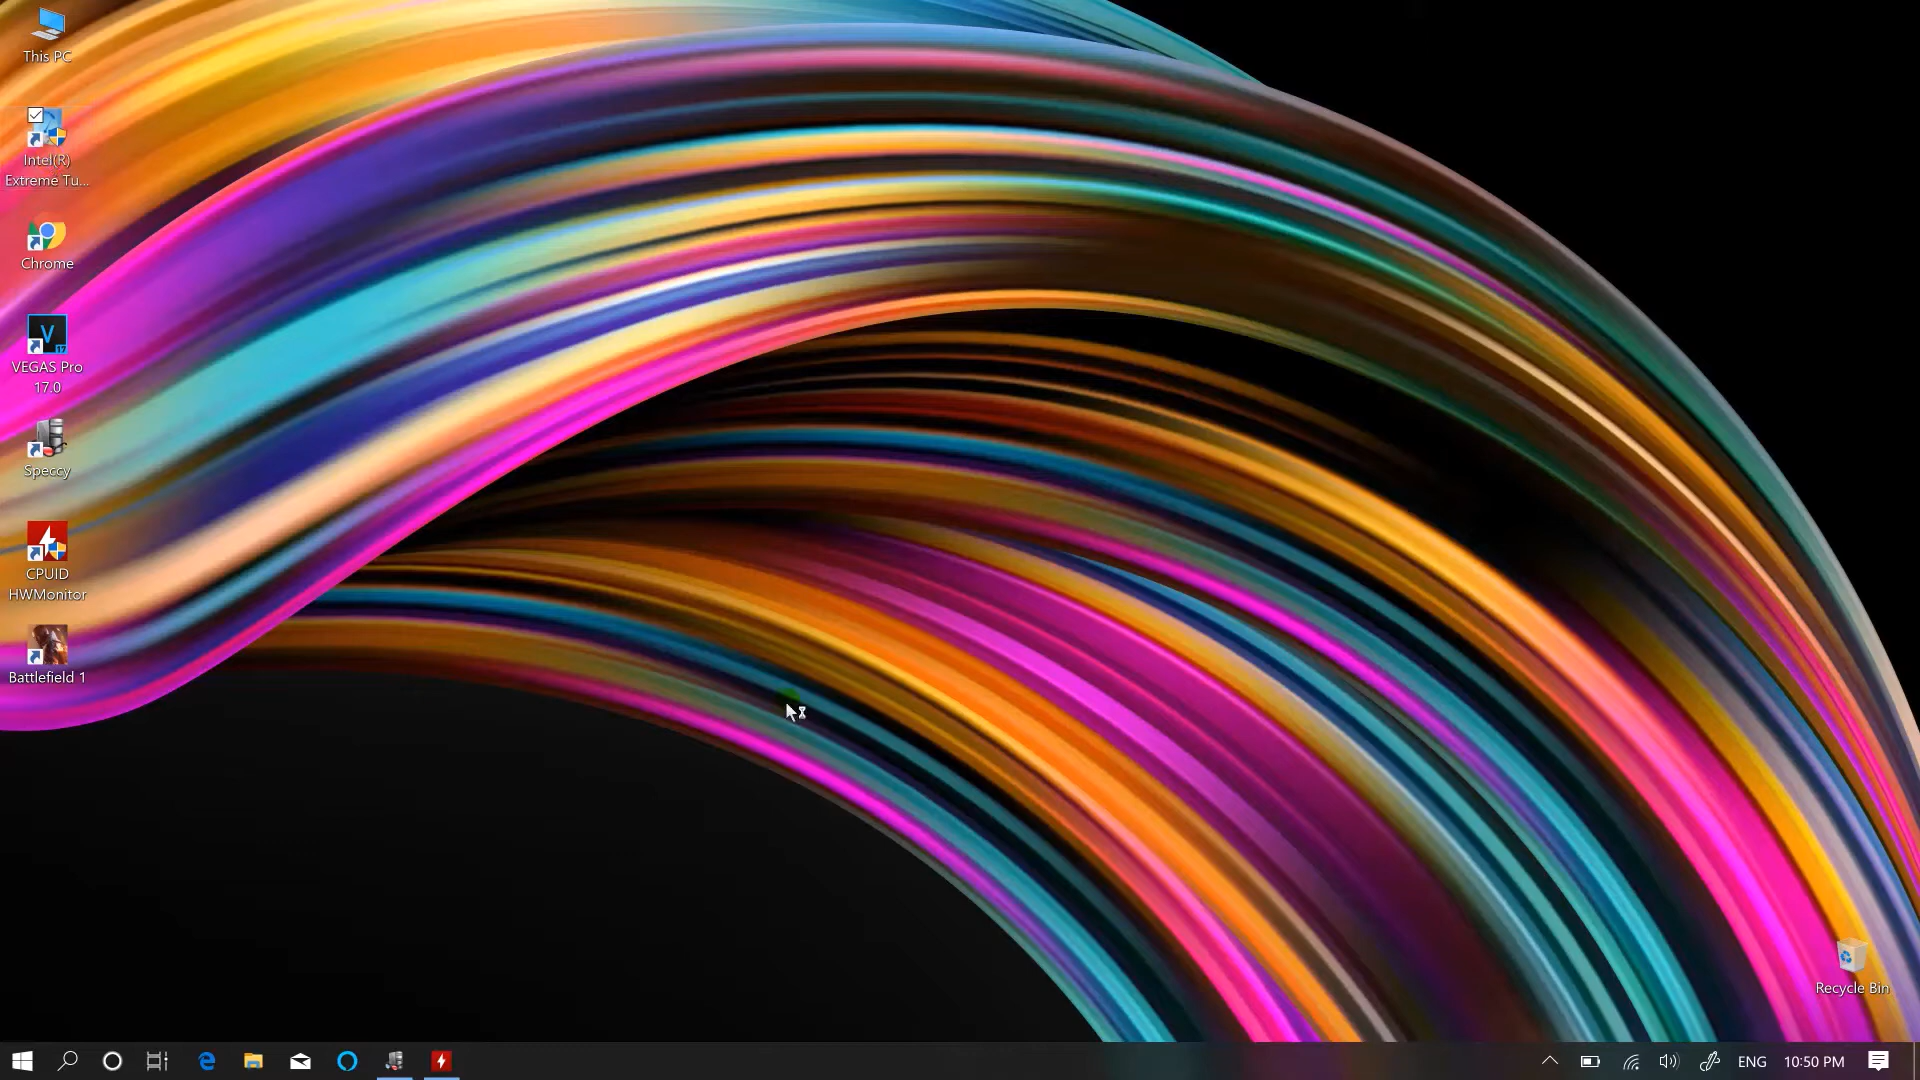 This PC
Intel(R)
Extreme Tu...
Chrome
VEGAS Pro
17.0
Speccy
CPUID
HWMonitor
Battlefield 1
Recycle Bin
ENG
10:50 PM